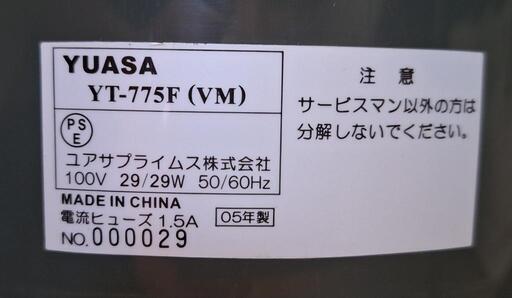 YUASA
YT-775F (VM)
PS
E
ユアサプライムス株式会社
100V 29/29W 50/60Hz
MADE IN CHINA
電流ヒューズ 1.5A 05年製
NO. 000029
注 意
サービスマン以外の方は
分解しないでください。